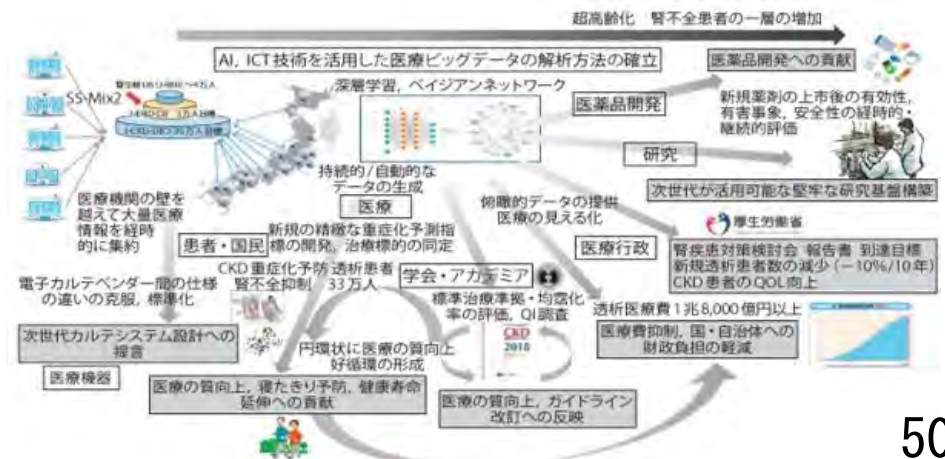 超高齢化 腎不全患者の一層の増加
AI, ICT技術を活用した医療ビッグデータの解析方法の確立
医薬品開発への貢献
SS-Mix2
深層学習，ベイジアンネットワーク
医薬品開発
新規薬剤の上市後の有効性，
有害事象，安全性の経時的・
継続的評価
研究
次世代が活用可能な堅牢な研究基盤構築
持続的/自動的な
データの生成
医療機関の壁を
越えて大量医療
情報を経時
的に集約
医療
新規の精緻な重症化予測指
標の開発，治療標的の同定
俯瞰的データの提供
医療の見える化
厚生労働省
患者・国民
医療行政
腎疾患対策検討会 報告書 到達目標
新規透析患者数の減少（−10%/10年）
CKD患者のQOL向上
CKD重症化予防 透析患者
腎不全抑制 33万人
学会・アカデミア
電子カルテベンダー間の仕様
の違いの克服，標準化
標準治療準拠・均霑化
率の評価，QI調査
透析医療費1兆8,000億円以上
医療費抑制，国・自治体への
財政負担の軽減
次世代カルテシステム設計への
提言
医療機器
円環状に医療の質向上
好循環の形成
CKD
2018
医療の質向上，寝たきり予防，健康寿命
延伸への貢献
医療の質向上，ガイドライン
改訂への反映
50